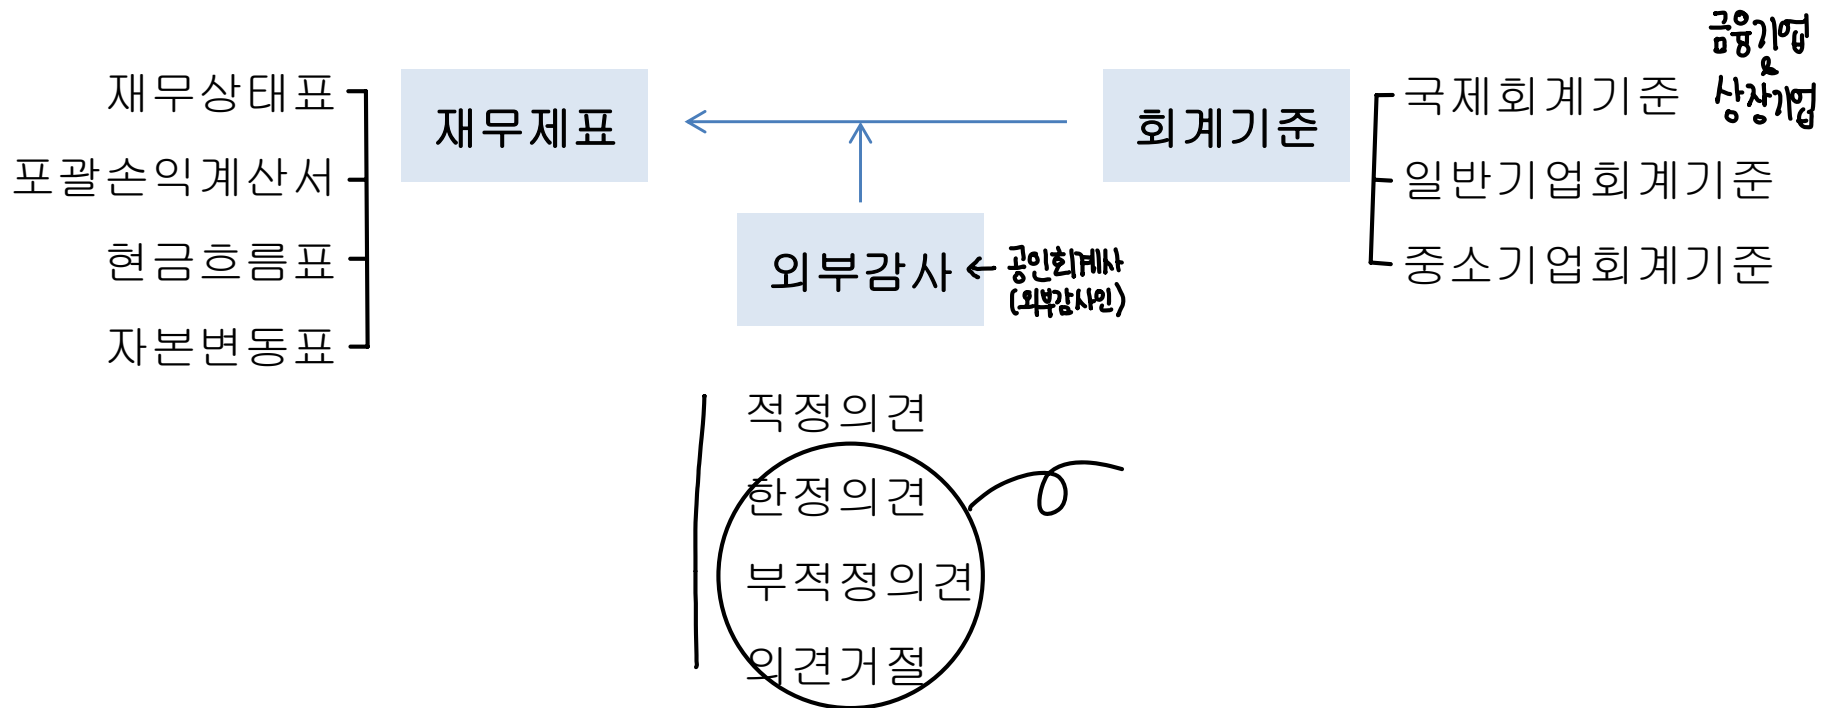 재무상태표
포괄손익계산서
현금흐름표
자본변동표
재무제표
외부감사
공인회계사
(외부감사인)
회계기준
금융기업
&
상장기업
국제회계기준
일반기업회계기준
중소기업회계기준
적정의견
한정의견
부적정의견
의견거절